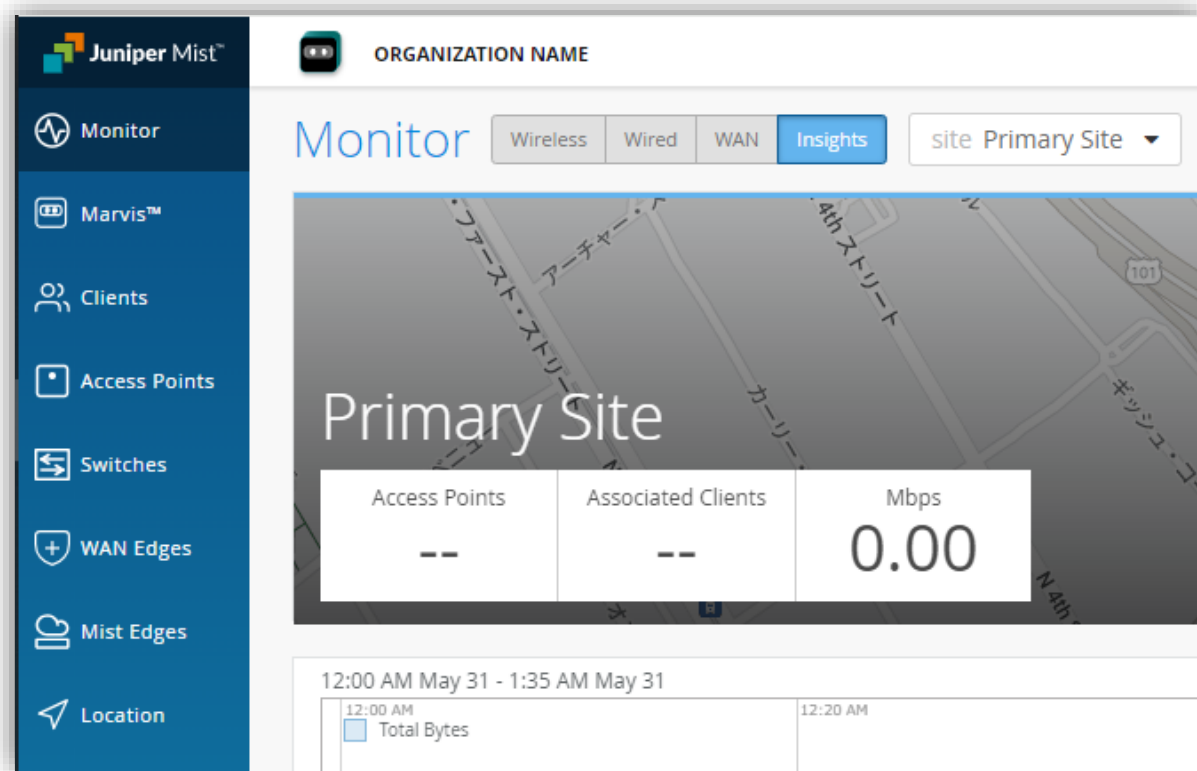 Juniper Mist™
ORGANIZATION NAME
Monitor
Marvis™
Clients
Access Points
Switches
WAN Edges
Mist Edges
Location
Monitor
Wireless
Wired
WAN
Insights
site Primary Site
ファースト・ストリート
アーチャー・ス
4th ストリート
101
カーリー
ギッシュ・
Primary Site
Access Points
--
Associated Clients
--
Mbps
0.00
N 4th
12:00 AM May 31 - 1:35 AM May 31
12:00 AM
12:20 AM
Total Bytes